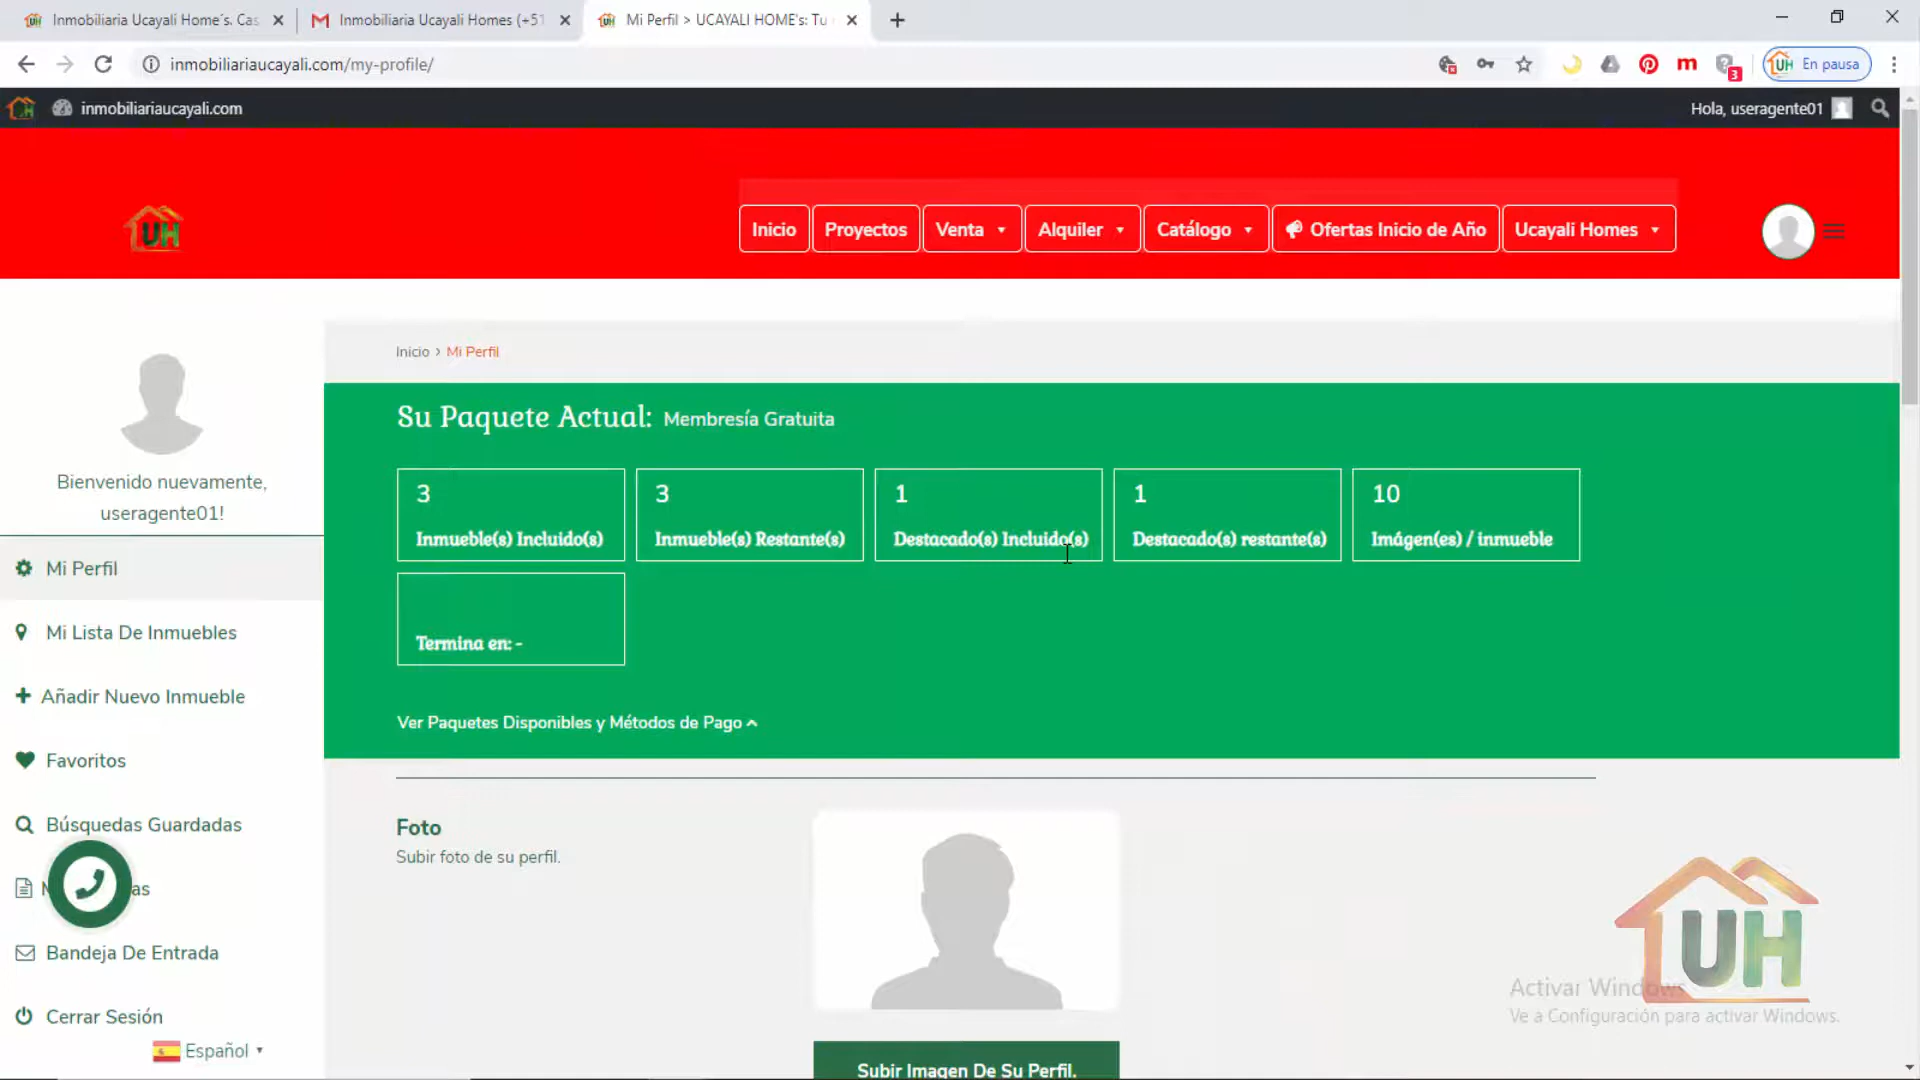 Inmobiliaria Ucayali Home´s. Cas
Inmobiliaria Ucayali Homes (+51
Mi Perfil > UCAYALI HOME's: Tu
inmobiliariaucayali.com/my-profile/
3
UH
En pausa
inmobiliariaucayali.com
Hola, useragente01
UH
Inicio
Proyectos
Venta
Alquiler
Catálogo
Ofertas Inicio de Año
Ucayali Homes
Inicio > Mi Perfil
Bienvenido nuevamente,
useragente01!
Mi Perfil
Mi Lista De Inmuebles
Añadir Nuevo Inmueble
Favoritos
Búsquedas Guardadas
Bandeja De Entrada
Cerrar Sesión
Español
Su Paquete Actual: Membresía Gratuita
3
Inmueble(s) Incluido(s)
3
Inmueble(s) Restante(s)
1
Destacado(s) Incluido(s)
1
Destacado(s) restante(s)
10
Imágen(es) / inmueble
Termina en: -
Ver Paquetes Disponibles y Métodos de Pago
Foto
Subir foto de su perfil.
Subir Imagen De Su Perfil.
UH
Activar Windows
Ve a Configuración para activar Windows.